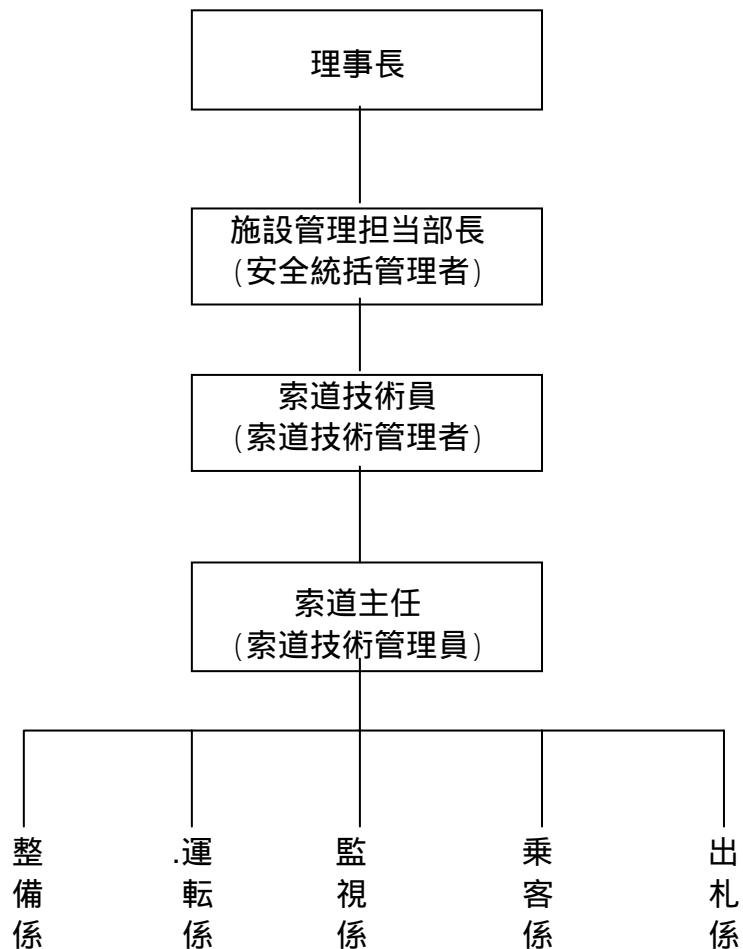 理事長
施設管理担当部長
(安全統括管理者)
索道技術員
(索道技術管理者)
索道主任
(索道技術管理員)
整備係
.運転係
監視係
乗客係
出札係